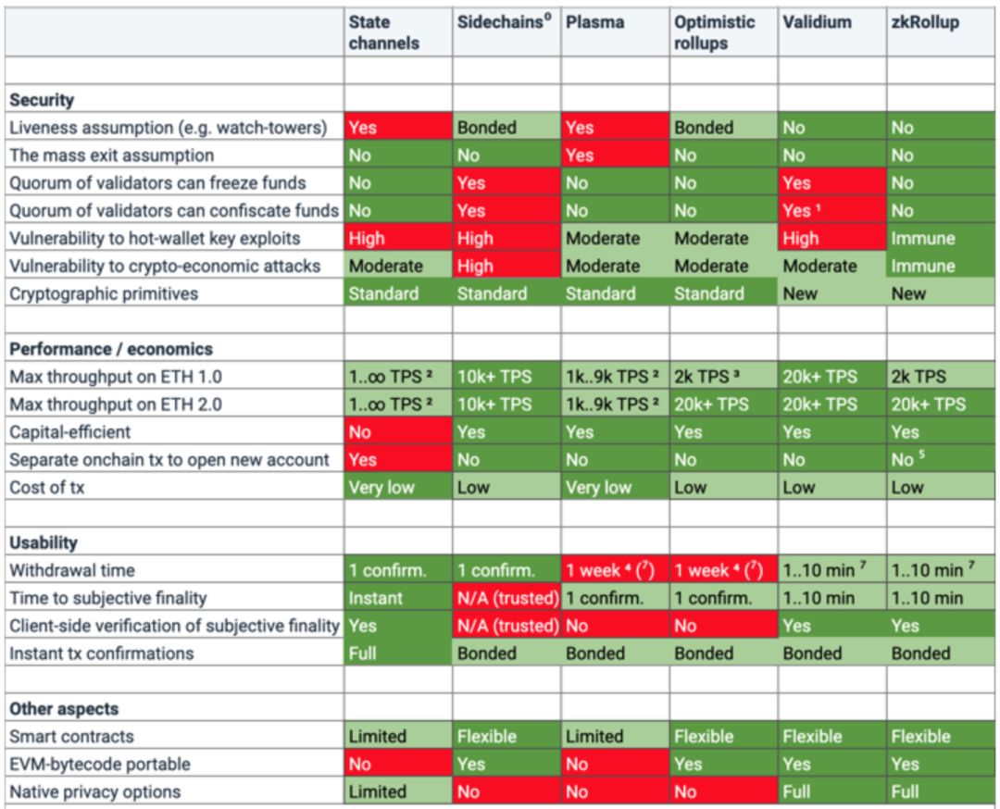 State channels Sidechains⁰ Plasma Optimistic rollups Validium zkRollup
Security
Liveness assumption (e.g. watch-towers) Yes Bonded Yes Bonded No No
The mass exit assumption No No Yes No No No
Quorum of validators can freeze funds No Yes No No Yes No
Quorum of validators can confiscate funds No Yes No No Yes ¹ No
Vulnerability to hot-wallet key exploits High High Moderate Moderate High Immune
Vulnerability to crypto-economic attacks Moderate High Moderate Moderate Moderate Immune
Cryptographic primitives Standard Standard Standard Standard New New
Performance / economics
Max throughput on ETH 1.0 1..∞ TPS ² 10k+ TPS 1k..9k TPS ² 2k TPS ³ 20k+ TPS 2k TPS
Max throughput on ETH 2.0 1..∞ TPS ² 10k+ TPS 1k..9k TPS ² 20k+ TPS 20k+ TPS 20k+ TPS
Capital-efficient No Yes Yes Yes Yes Yes
Separate onchain tx to open new account Yes No No No No No ⁵
Cost of tx Very low Low Very low Low Low Low
Usability
Withdrawal time 1 confirm. 1 confirm. 1 week ⁴ (⁷) 1 week ⁴ (⁷) 1..10 min ⁷ 1..10 min ⁷
Time to subjective finality Instant N/A (trusted) 1 confirm. 1 confirm. 1..10 min 1..10 min
Client-side verification of subjective finality Yes N/A (trusted) No No Yes Yes
Instant tx confirmations Full Bonded Bonded Bonded Bonded Bonded
Other aspects
Smart contracts Limited Flexible Limited Flexible Flexible Flexible
EVM-bytecode portable No Yes No Yes Yes Yes
Native privacy options Limited No No No Full Full